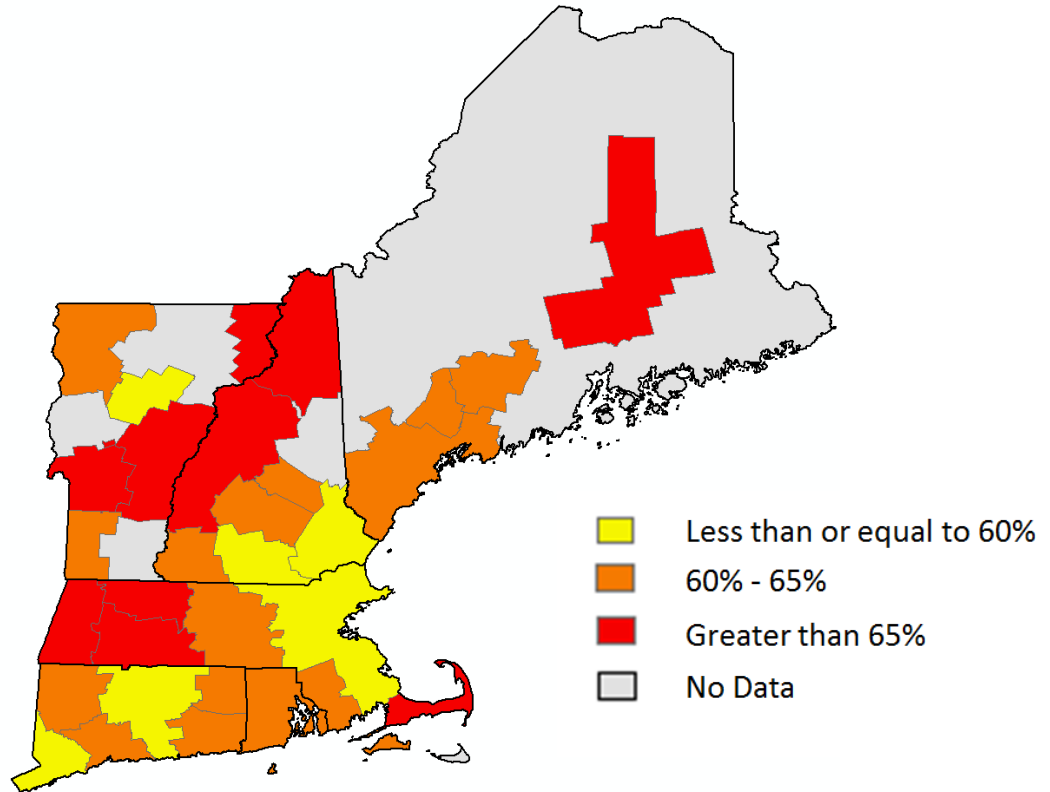 Less than or equal to 60%
60% - 65%
Greater than 65%
No Data